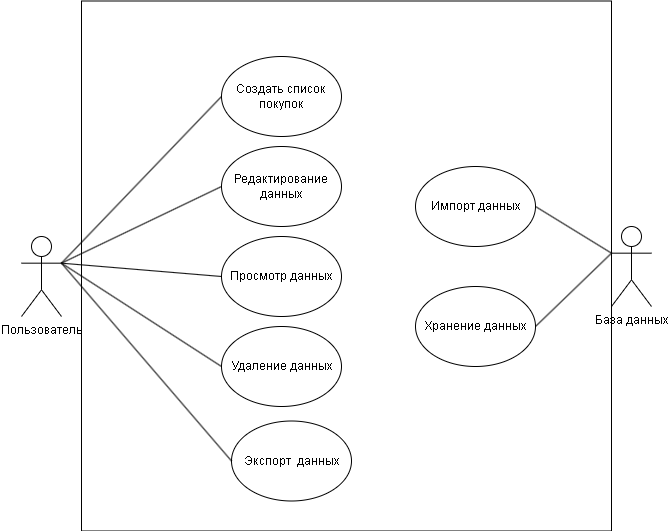 Создать список
покупок
Редактирование
данных
Просмотр данных
Удаление данных
Экспорт данных
Импорт данных
Хранение данных
Пользователь
База данных